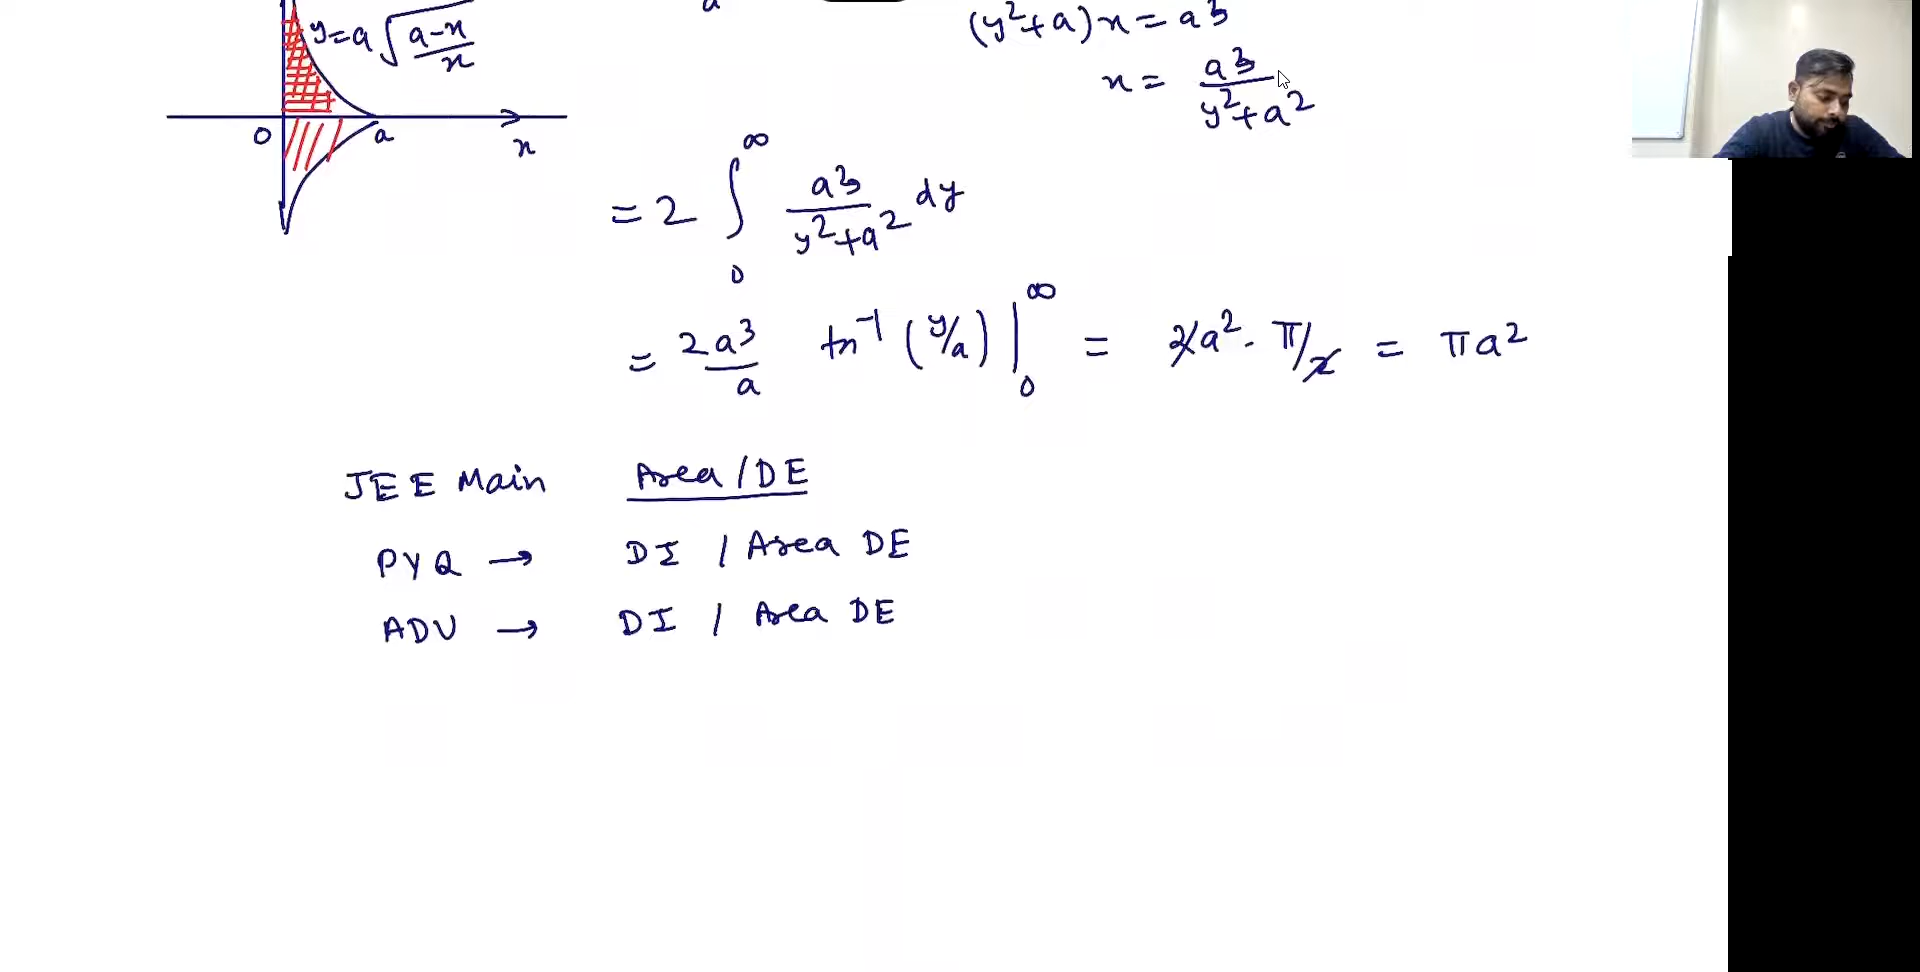 y=a√((a-x)/x)
(y²+a)x = a³
x = a³/(y²+a²)
0 a x
= 2 ∫₀^∞ a³/(y²+a²) dy
= 2a³/a tn⁻¹ (y/a) |₀^∞ = 2a² · π/2 = πa²
JEE Main Area/DE
PYQ → DI / Area DE
ADV → DI / Area DE